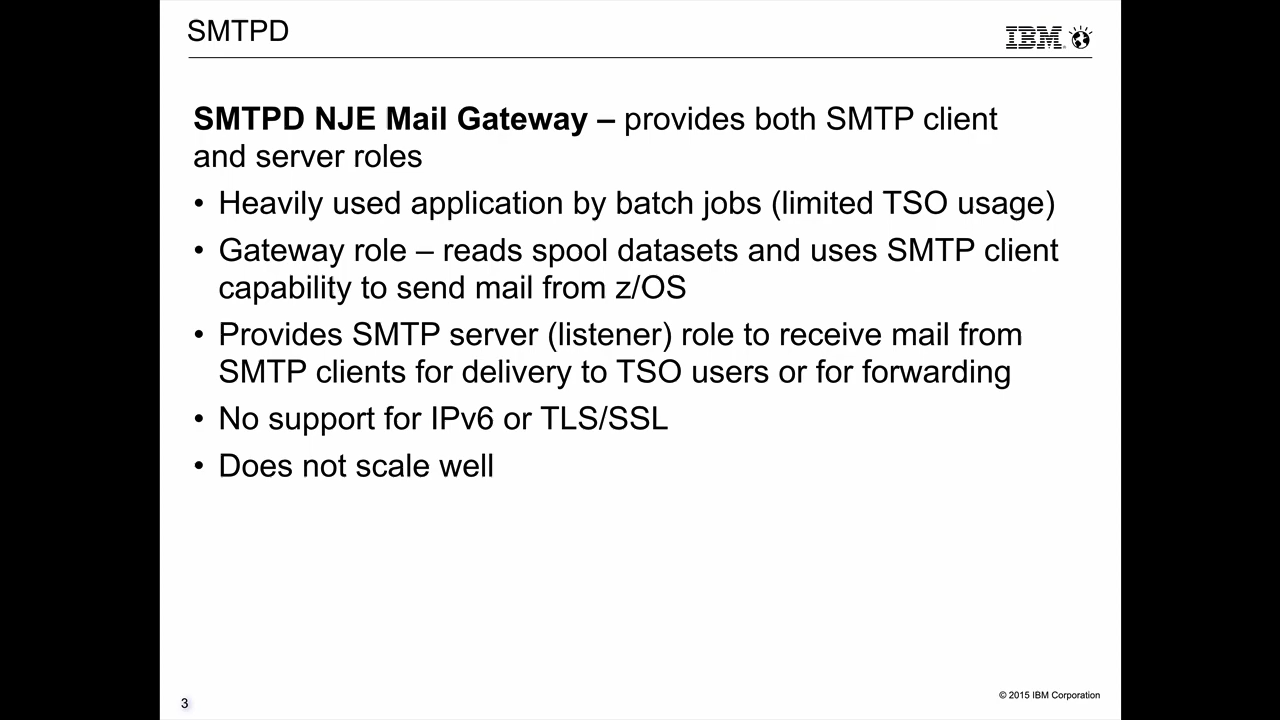 SMTPD
IBM
SMTPD NJE Mail Gateway – provides both SMTP client
and server roles
• Heavily used application by batch jobs (limited TSO usage)
• Gateway role – reads spool datasets and uses SMTP client
capability to send mail from z/OS
• Provides SMTP server (listener) role to receive mail from
SMTP clients for delivery to TSO users or for forwarding
• No support for IPv6 or TLS/SSL
• Does not scale well
3
© 2015 IBM Corporation